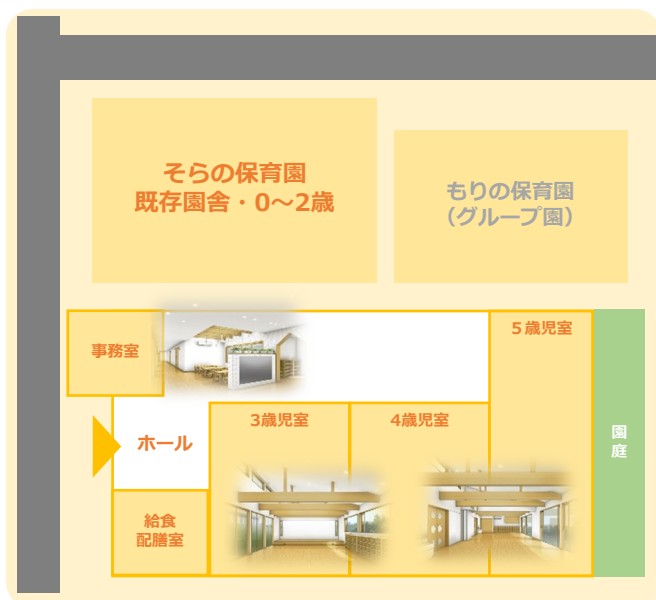 そらの保育園
既存園舎・0～2歳
もりの保育園
（グループ園）
事務室
5歳児室
3歳児室
4歳児室
ホール
園庭
給食
配膳室